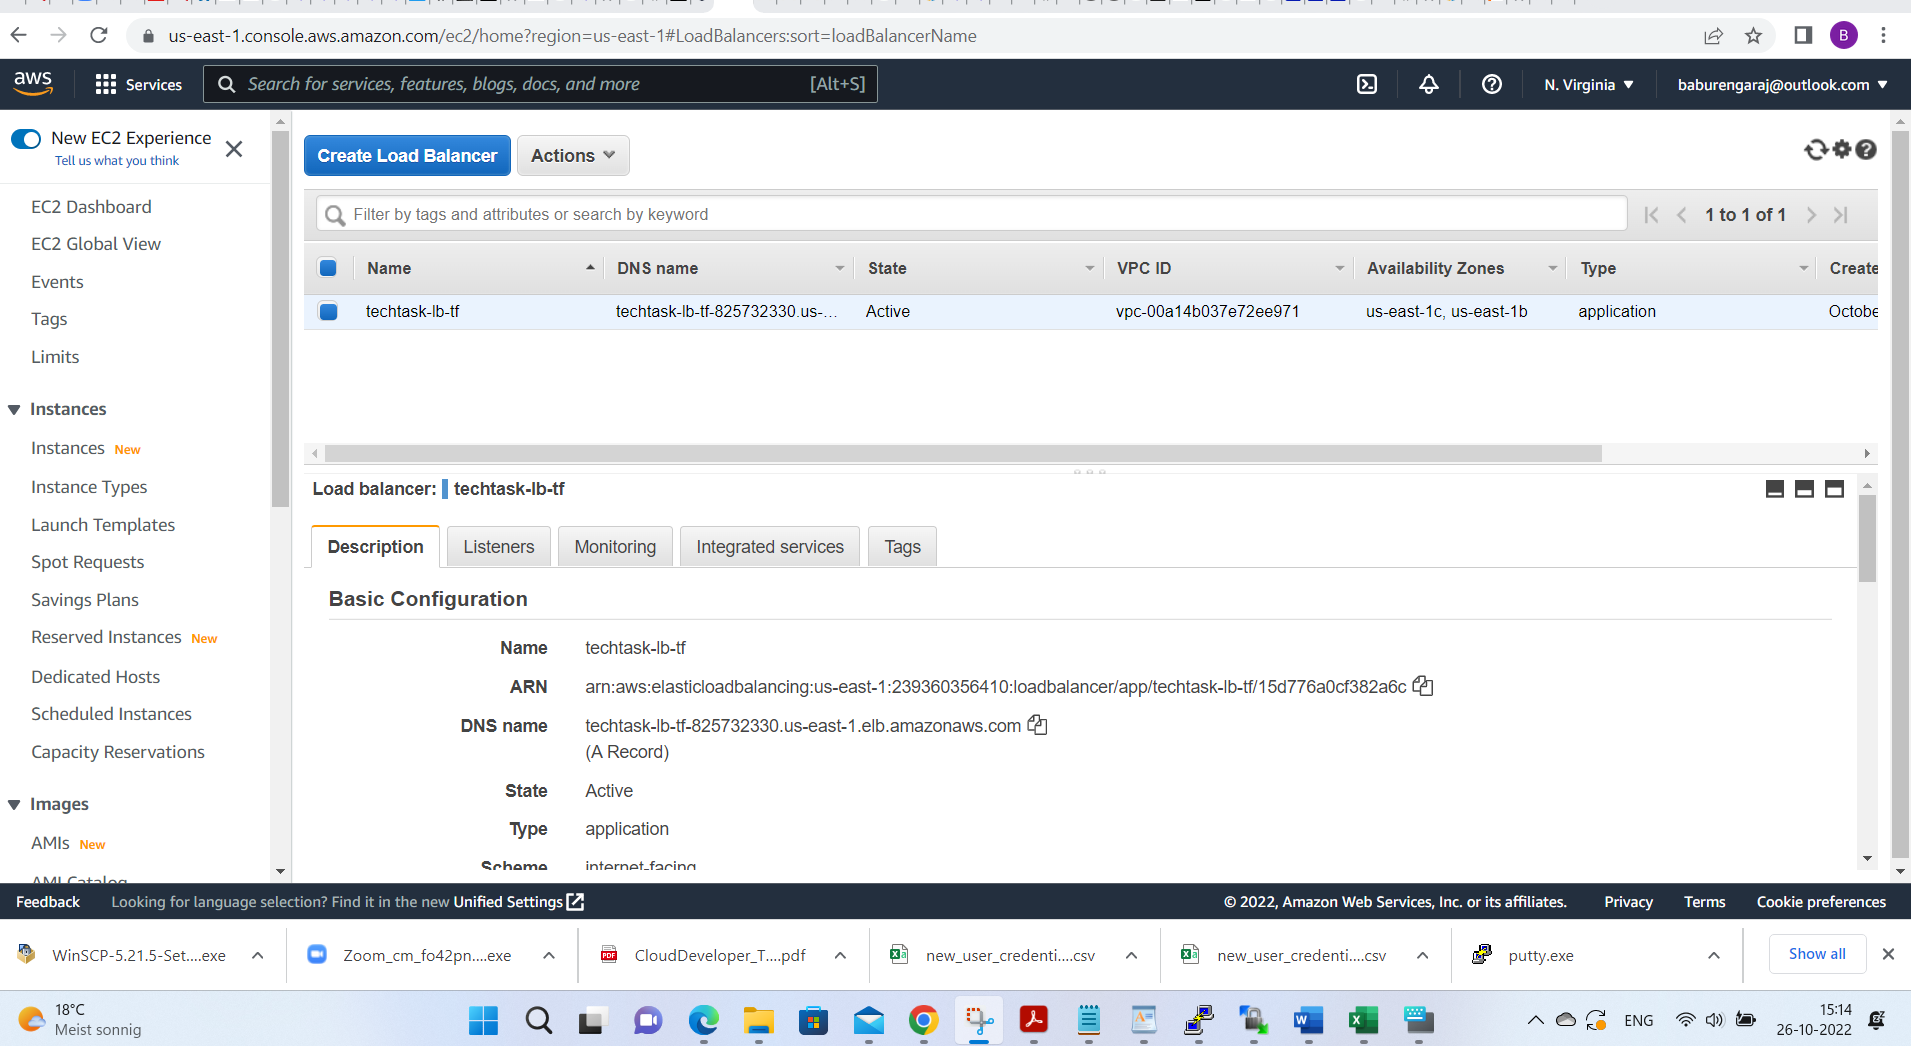 us-east-1.console.aws.amazon.com/ec2/home?region=us-east-1#LoadBalancers:sort=loadBalancerName
B
aws
Services
Search for services, features, blogs, docs, and more
[Alt+S]
N. Virginia
baburengaraj@outlook.com
New EC2 Experience
Tell us what you think
EC2 Dashboard
EC2 Global View
Events
Tags
Limits
Instances
Instances New
Instance Types
Launch Templates
Spot Requests
Savings Plans
Reserved Instances New
Dedicated Hosts
Scheduled Instances
Capacity Reservations
Images
AMIs New
AMI Catalog
Create Load Balancer
Actions
Filter by tags and attributes or search by keyword
1 to 1 of 1
Name DNS name State VPC ID Availability Zones Type Create
techtask-lb-tf techtask-lb-tf-825732330.us-... Active vpc-00a14b037e72ee971 us-east-1c, us-east-1b application Octobe
Load balancer: techtask-lb-tf
Description Listeners Monitoring Integrated services Tags
Basic Configuration
Name techtask-lb-tf
ARN arn:aws:elasticloadbalancing:us-east-1:239360356410:loadbalancer/app/techtask-lb-tf/15d776a0cf382a6c
DNS name techtask-lb-tf-825732330.us-east-1.elb.amazonaws.com
(A Record)
State Active
Type application
Scheme internet-facing
Feedback Looking for language selection? Find it in the new Unified Settings
© 2022, Amazon Web Services, Inc. or its affiliates. Privacy Terms Cookie preferences
WinSCP-5.21.5-Set....exe
Zoom_cm_fo42pn....exe
CloudDeveloper_T....pdf
new_user_credenti....csv
new_user_credenti....csv
putty.exe
Show all
18°C
Meist sonnig
ENG
15:14
26-10-2022